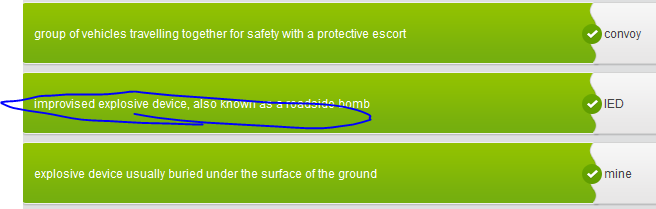 group of vehicles travelling together for safety with a protective escort convoy
improvised explosive device, also known as a roadside bomb IED
explosive device usually buried under the surface of the ground mine